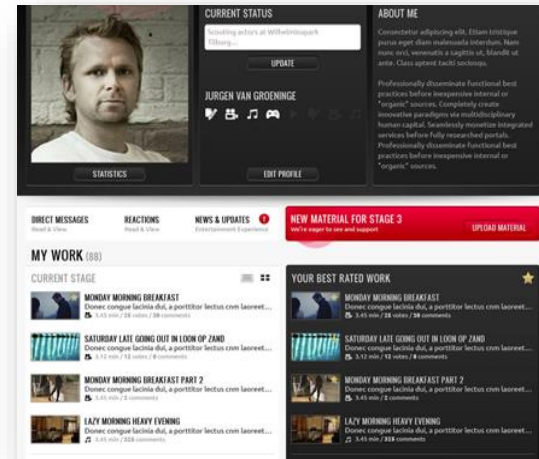 CURRENT STATUS
Scouting actors at Wilhelminapark
Tilburg...
UPDATE
JURGEN VAN GROENINGE
STATISTICS
EDIT PROFILE
ABOUT ME
Consectetur adipiscing elit. Etiam tristique
purus eget diam malesuada interdum. Nam
nunc orci, venenatis a sagittis ut, blandit ut
ante. Class aptent taciti sociosqu.
Professionally disseminate functional best
practices before inexpensive internal or
"organic" sources. Completely create
innovative paradigms via multidisciplinary
human capital. Seamlessly monetize integrated
services before fully researched portals.
Professionally disseminate functional best
practices before inexpensive internal or
"organic" sources.
DIRECT MESSAGES
Read & View
REACTIONS
Read & View
NEWS & UPDATES
Entertainment Experience
NEW MATERIAL FOR STAGE 3
We're eager to see and support
UPLOAD MATERIAL
MY WORK (88)
CURRENT STAGE
MONDAY MORNING BREAKFAST
Donec congue lacinia dui, a porttitor lectus cnm laoreet...
3.45 min / 28 votes / 38 comments
SATURDAY LATE GOING OUT IN LOON OP ZAND
Donec congue lacinia dui, a porttitor lectus cnm laoreet...
3.12 min / 12 votes / 8 comments
MONDAY MORNING BREAKFAST PART 2
Donec congue lacinia dui, a porttitor lectus cnm laoreet...
3.45 min / 2 comments
LAZY MORNING HEAVY EVENING
Donec congue lacinia dui, a porttitor lectus cnm laoreet...
3.45 min / 323 comments
YOUR BEST RATED WORK
MONDAY MORNING BREAKFAST
Donec congue lacinia dui, a porttitor lectus cnm laoreet...
3.45 min / 28 votes / 38 comments
SATURDAY LATE GOING OUT IN LOON OP ZAND
Donec congue lacinia dui, a porttitor lectus cnm laoreet...
3.12 min / 12 votes / 8 comments
MONDAY MORNING BREAKFAST PART 2
Donec congue lacinia dui, a porttitor lectus cnm laoreet...
3.45 min / 2 comments
LAZY MORNING HEAVY EVENING
Donec congue lacinia dui, a porttitor lectus cnm laoreet...
3.45 min / 323 comments